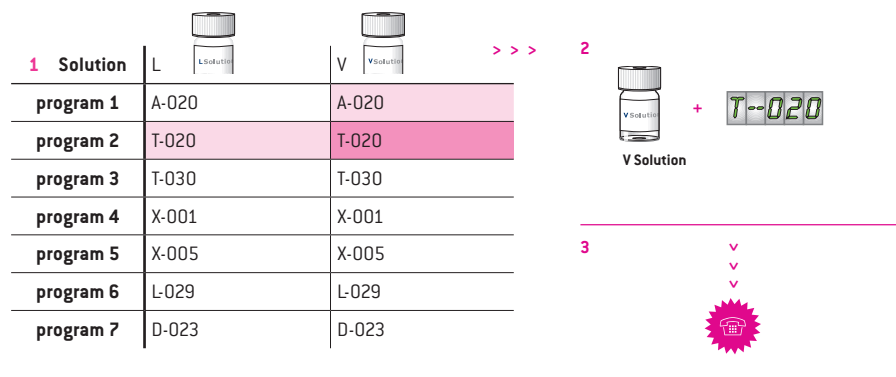 1 Solution L L Solution V V Solution > > >
program 1 A-020 A-020
program 2 T-020 T-020
program 3 T-030 T-030
program 4 X-001 X-001
program 5 X-005 X-005
program 6 L-029 L-029
program 7 D-023 D-023
2
V Solution + T--020
V Solution
3